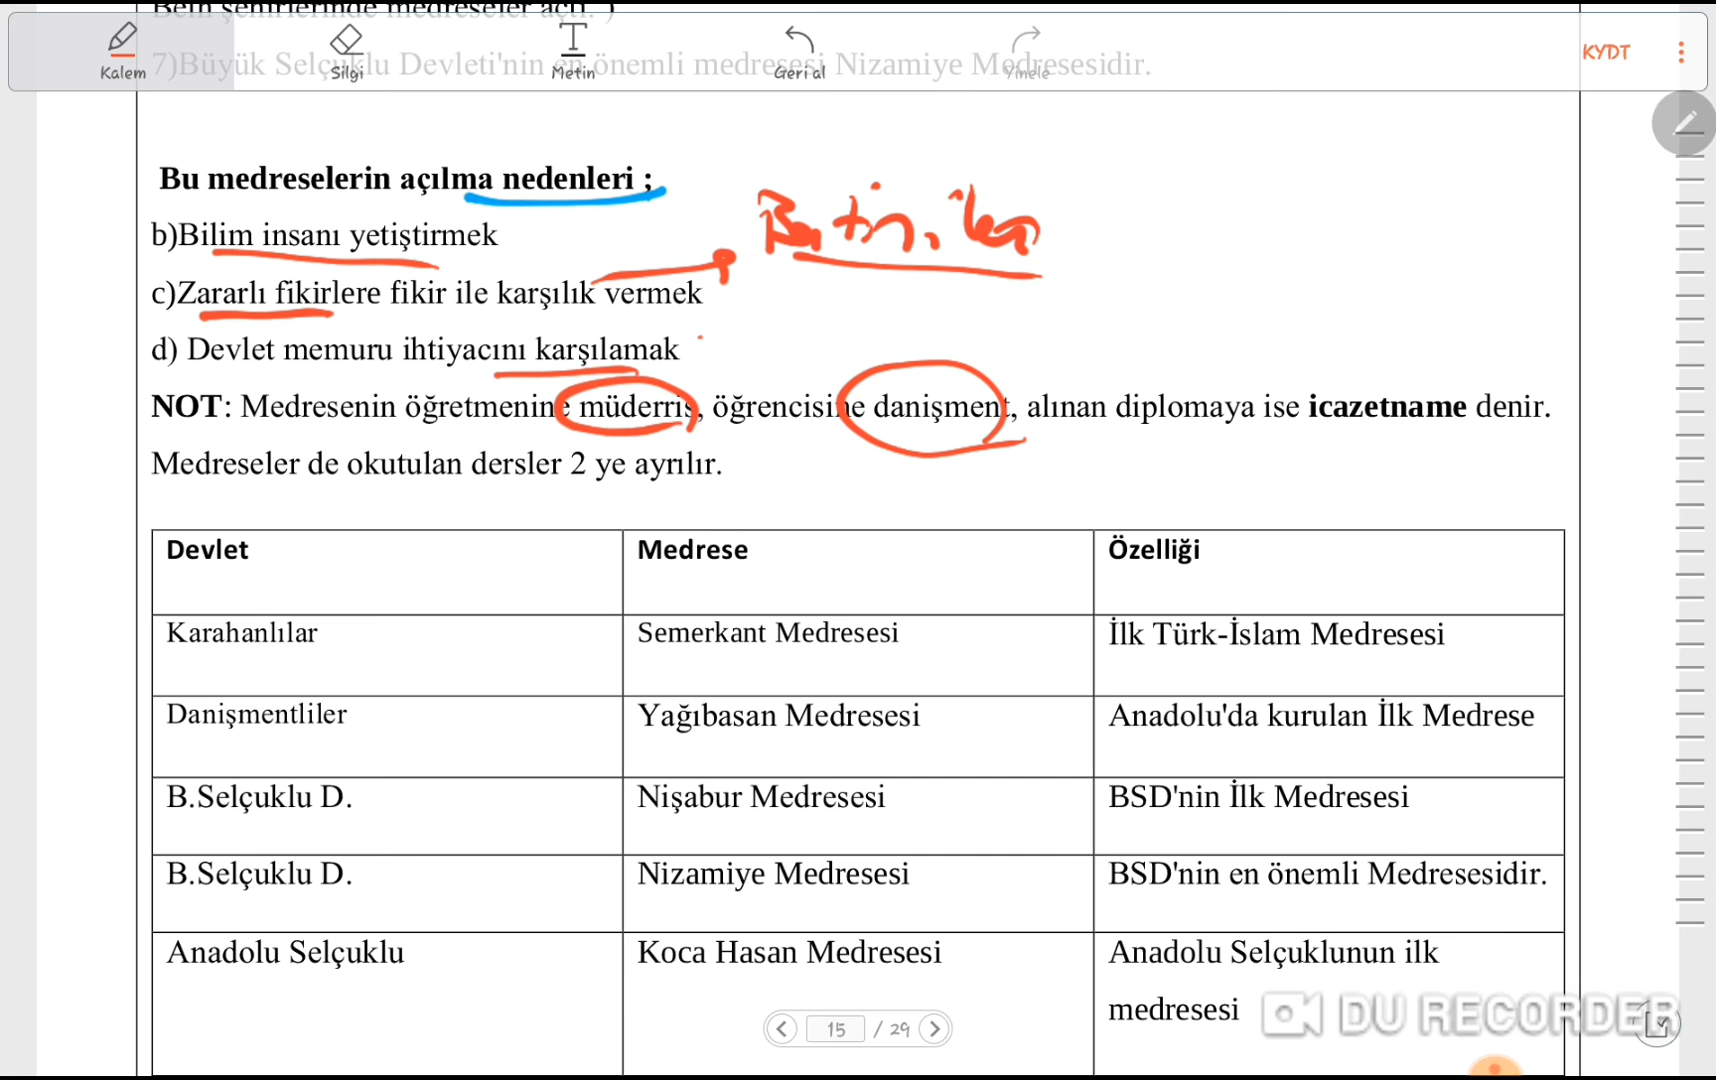 Belh şehirlerinde medreseler açtı. )
7)Büyük Selçuklu Devleti'nin en önemli medresesi Nizamiye Medresesidir.
Kalem
Silgi
Metin
Geri al
Yinele
KYDT
Bu medreselerin açılma nedenleri ;
b)Bilim insanı yetiştirmek
Batiniler
c)Zararlı fikirlere fikir ile karşılık vermek
d) Devlet memuru ihtiyacını karşılamak
NOT: Medresenin öğretmenine müderris, öğrencisine danişment, alınan diplomaya ise icazetname denir.
Medreseler de okutulan dersler 2 ye ayrılır.
Devlet Medrese Özelliği
Karahanlılar Semerkant Medresesi İlk Türk-İslam Medresesi
Danişmentliler Yağıbasan Medresesi Anadolu'da kurulan İlk Medrese
B.Selçuklu D. Nişabur Medresesi BSD'nin İlk Medresesi
B.Selçuklu D. Nizamiye Medresesi BSD'nin en önemli Medresesidir.
Anadolu Selçuklu Koca Hasan Medresesi Anadolu Selçuklunun ilk
medresesi
15 / 29
DU RECORDER